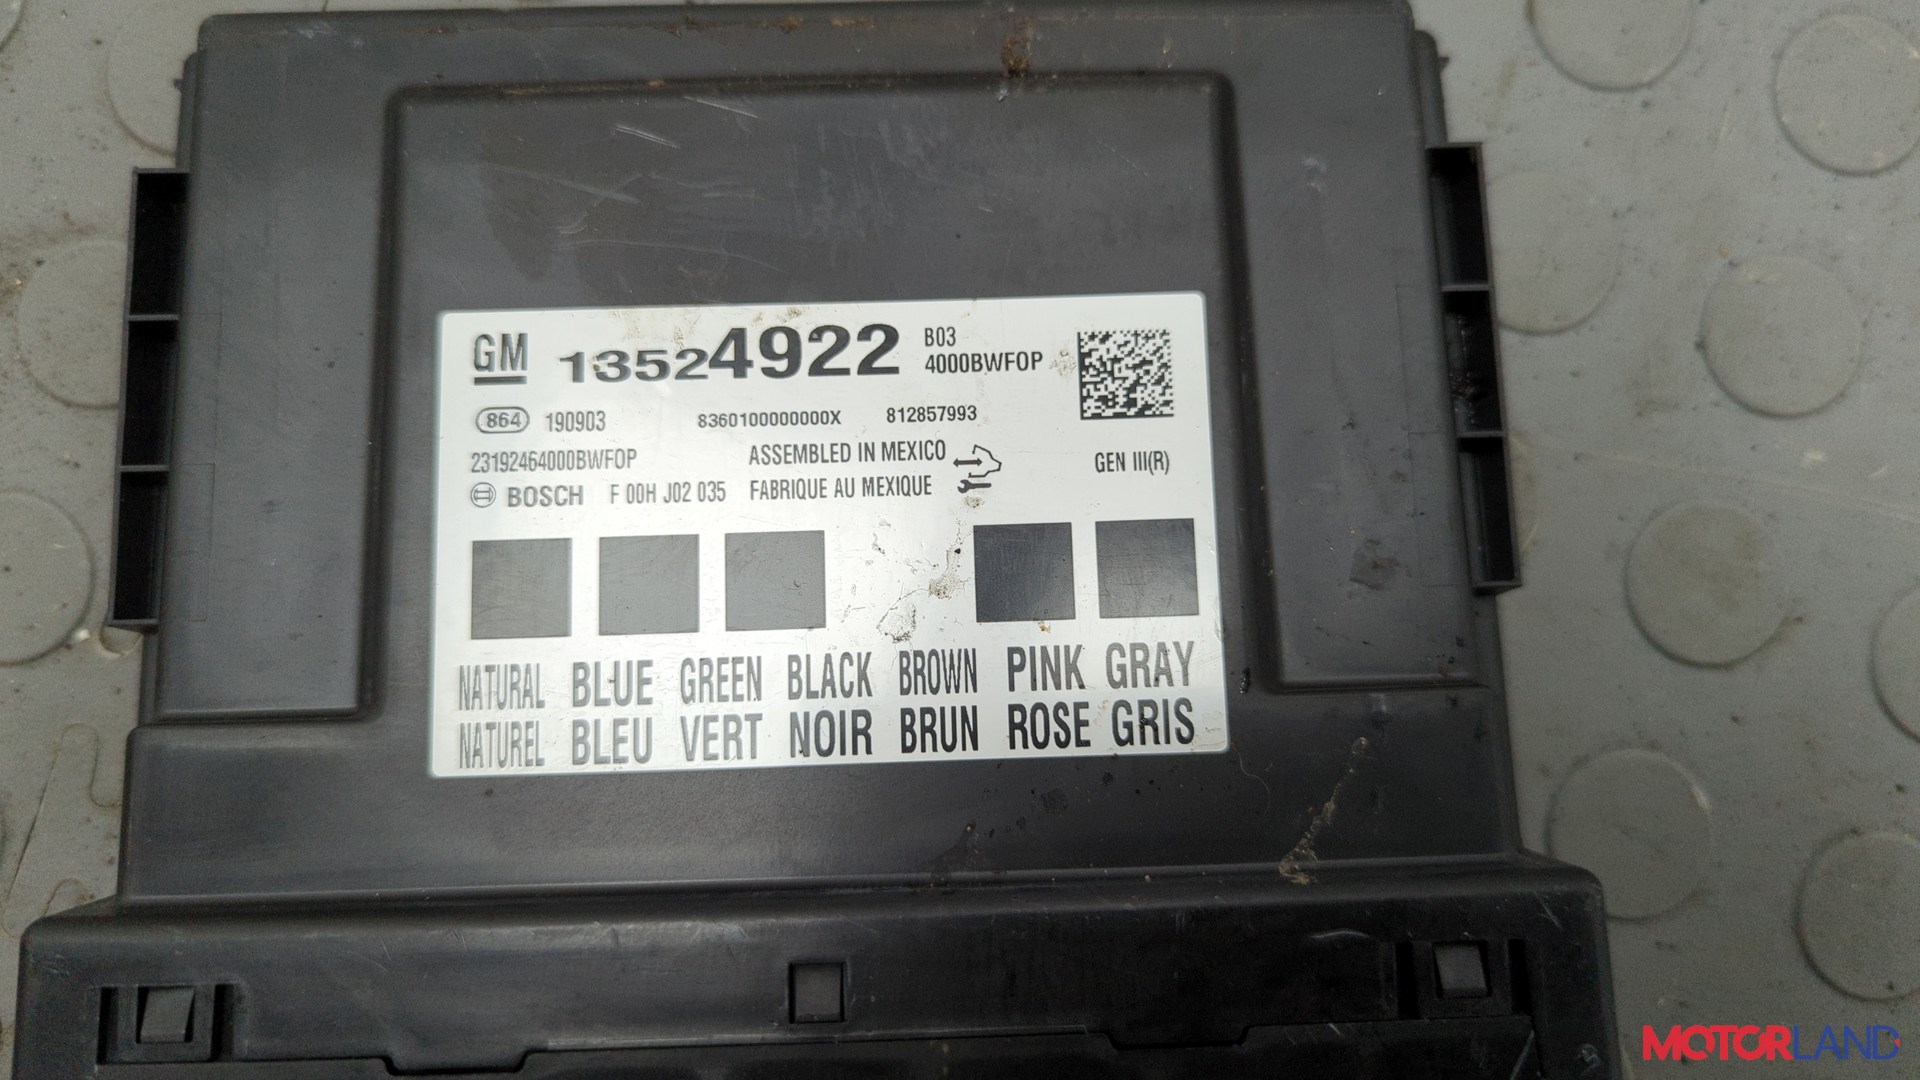 GM 13524922 B03
4000BWFOP
864 190903 8360100000000X 812857993
23192464000BWFOP ASSEMBLED IN MEXICO GEN III(R)
BOSCH F 00H J02 035 FABRIQUE AU MEXIQUE
NATURAL BLUE GREEN BLACK BROWN PINK GRAY
NATUREL BLEU VERT NOIR BRUN ROSE GRIS
MOTORLAND